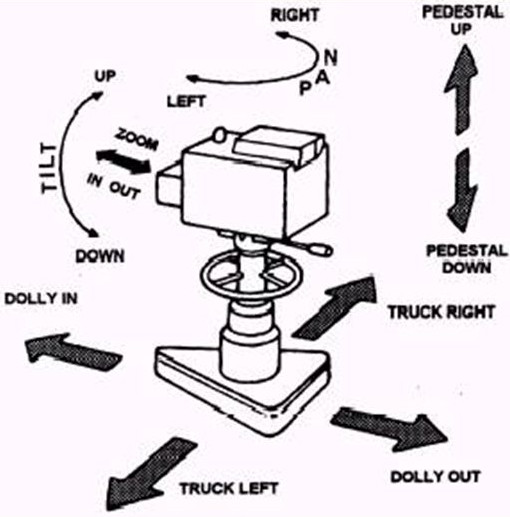 RIGHT
PAN
LEFT
PEDESTAL
UP
UP
TILT
ZOOM
IN OUT
DOWN
PEDESTAL
DOWN
DOLLY IN
TRUCK RIGHT
DOLLY OUT
TRUCK LEFT